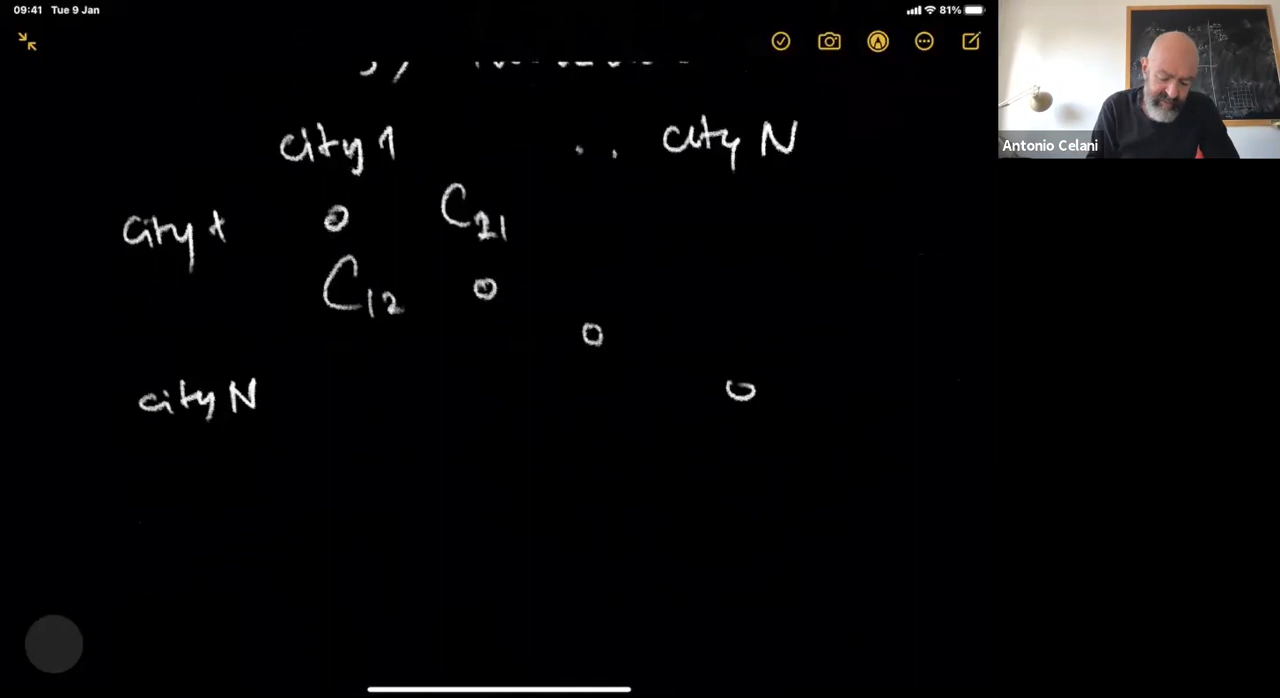 09:41 Tue 9 Jan 81%
Antonio Celani
city 1 .. city N
city 1 0 C21
C12 0
0
city N 0